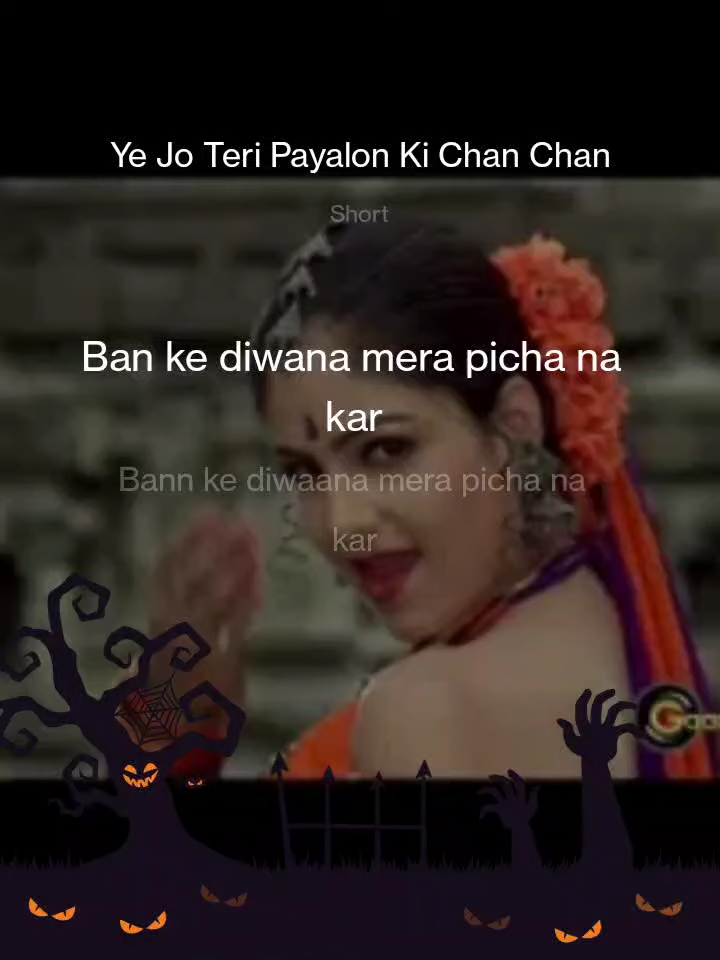 Ye Jo Teri Payalon Ki Chan Chan
Short
Ban ke diwana mera picha na
kar
Bann ke diwaana mera picha na
kar